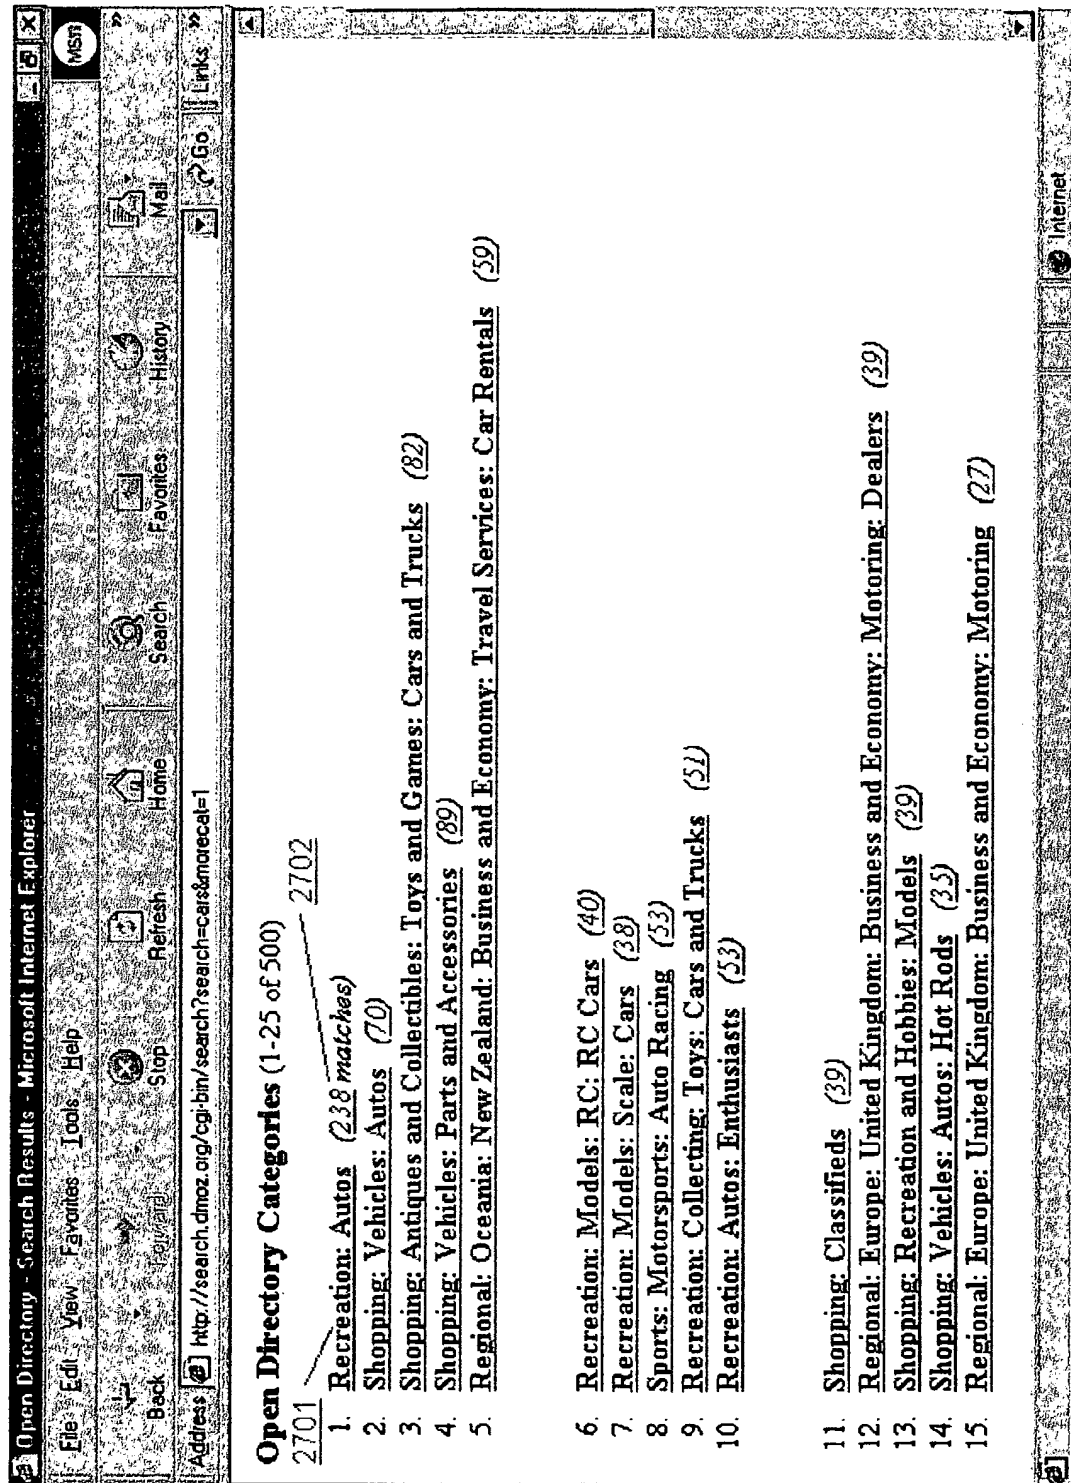 Open Directory - Search Results - Microsoft Internet Explorer
File Edit View Favorites Tools Help
MSN
Back Forward Stop Refresh Home Search Favorites History Mail »
Address http://search.dmoz.org/cgi-bin/search?search=cars&morecat=1 Go Links »
Open Directory Categories (1-25 of 500)
2701 2702
1. Recreation: Autos (238 matches)
2. Shopping: Vehicles: Autos (70)
3. Shopping: Antiques and Collectibles: Toys and Games: Cars and Trucks (82)
4. Shopping: Vehicles: Parts and Accessories (89)
5. Regional: Oceania: New Zealand: Business and Economy: Travel Services: Car Rentals (59)
6. Recreation: Models: RC: RC Cars (40)
7. Recreation: Models: Scale: Cars (38)
8. Sports: Motorsports: Auto Racing (53)
9. Recreation: Collecting: Toys: Cars and Trucks (51)
10. Recreation: Autos: Enthusiasts (53)
11. Shopping: Classifieds (39)
12. Regional: Europe: United Kingdom: Business and Economy: Motoring: Dealers (39)
13. Shopping: Recreation and Hobbies: Models (39)
14. Shopping: Vehicles: Autos: Hot Rods (35)
15. Regional: Europe: United Kingdom: Business and Economy: Motoring (27)
Internet